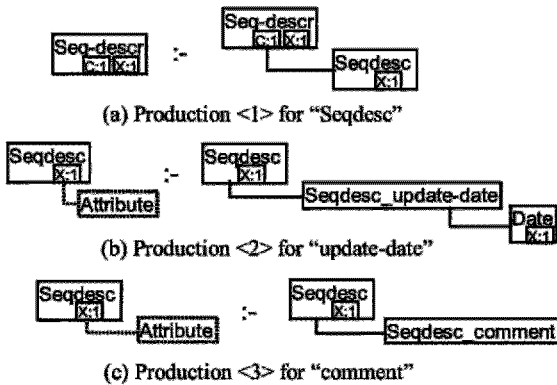 Seq-descr :- Seq-descr
C:1 X:1 C:1 X:1
Seqdesc
X:1
(a) Production <1> for "Seqdesc"
Seqdesc :- Seqdesc
X:1 X:1
Attribute Seqdesc_update-date
Date
X:1
(b) Production <2> for "update-date"
Seqdesc :- Seqdesc
X:1 X:1
Attribute Seqdesc_comment
(c) Production <3> for "comment"